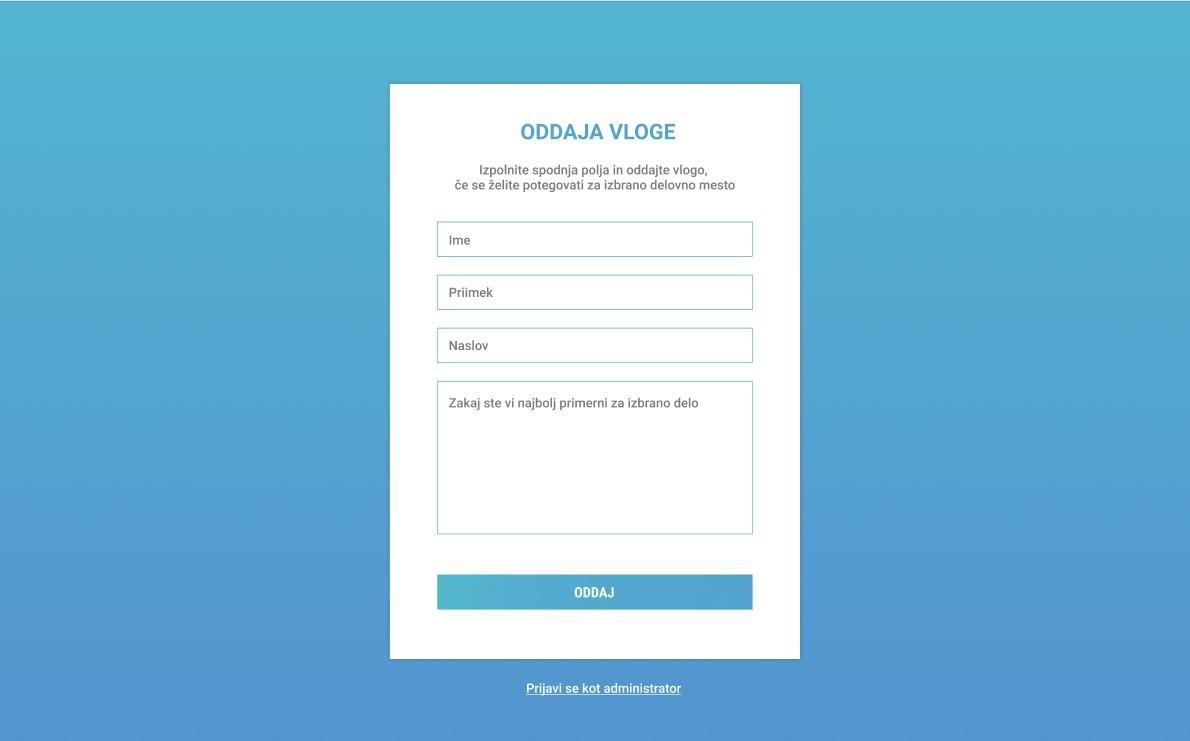 ODDAJA VLOGE
Izpolnite spodnja polja in oddajte vlogo,
če se želite potegovati za izbrano delovno mesto
Ime
Priimek
Naslov
Zakaj ste vi najbolj primerni za izbrano delo
ODDAJ
Prijavi se kot administrator